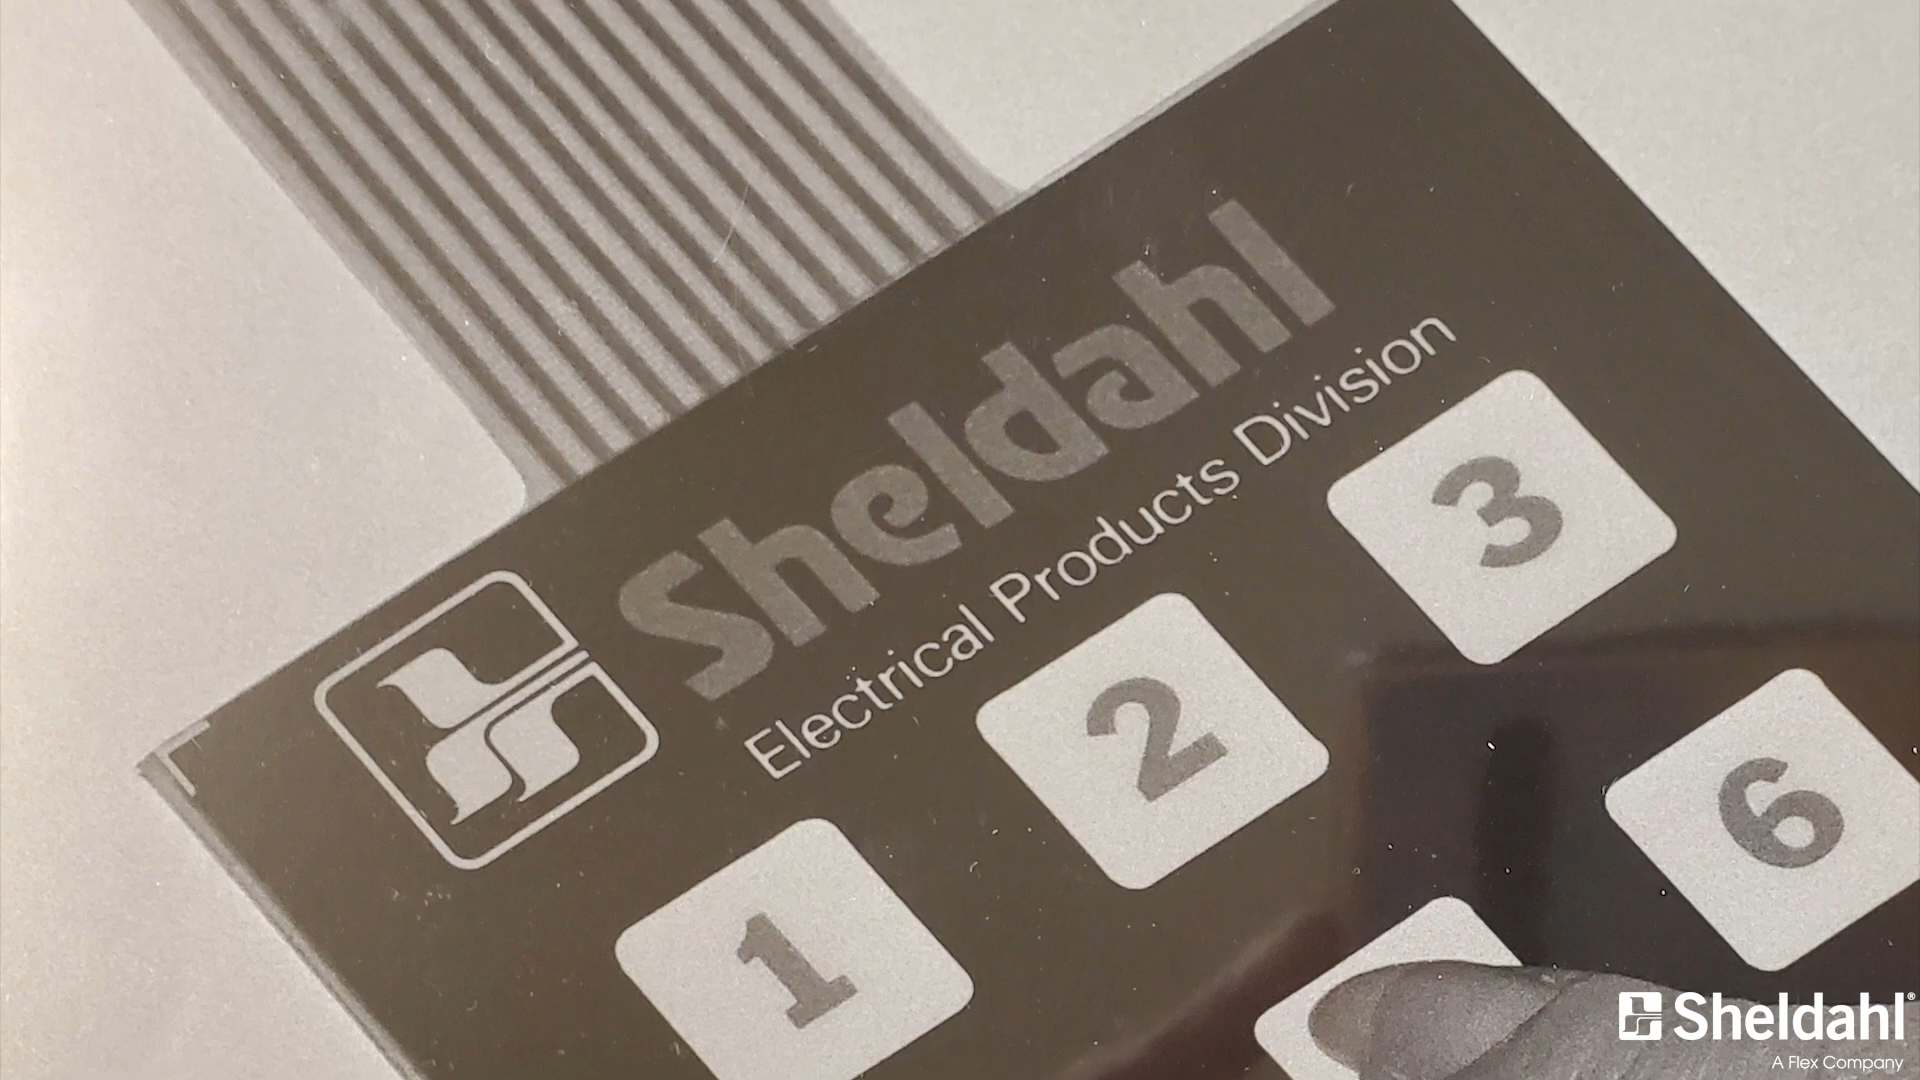 Sheldahl
Electrical Products Division
1
2
3
6
Sheldahl®
A Flex Company